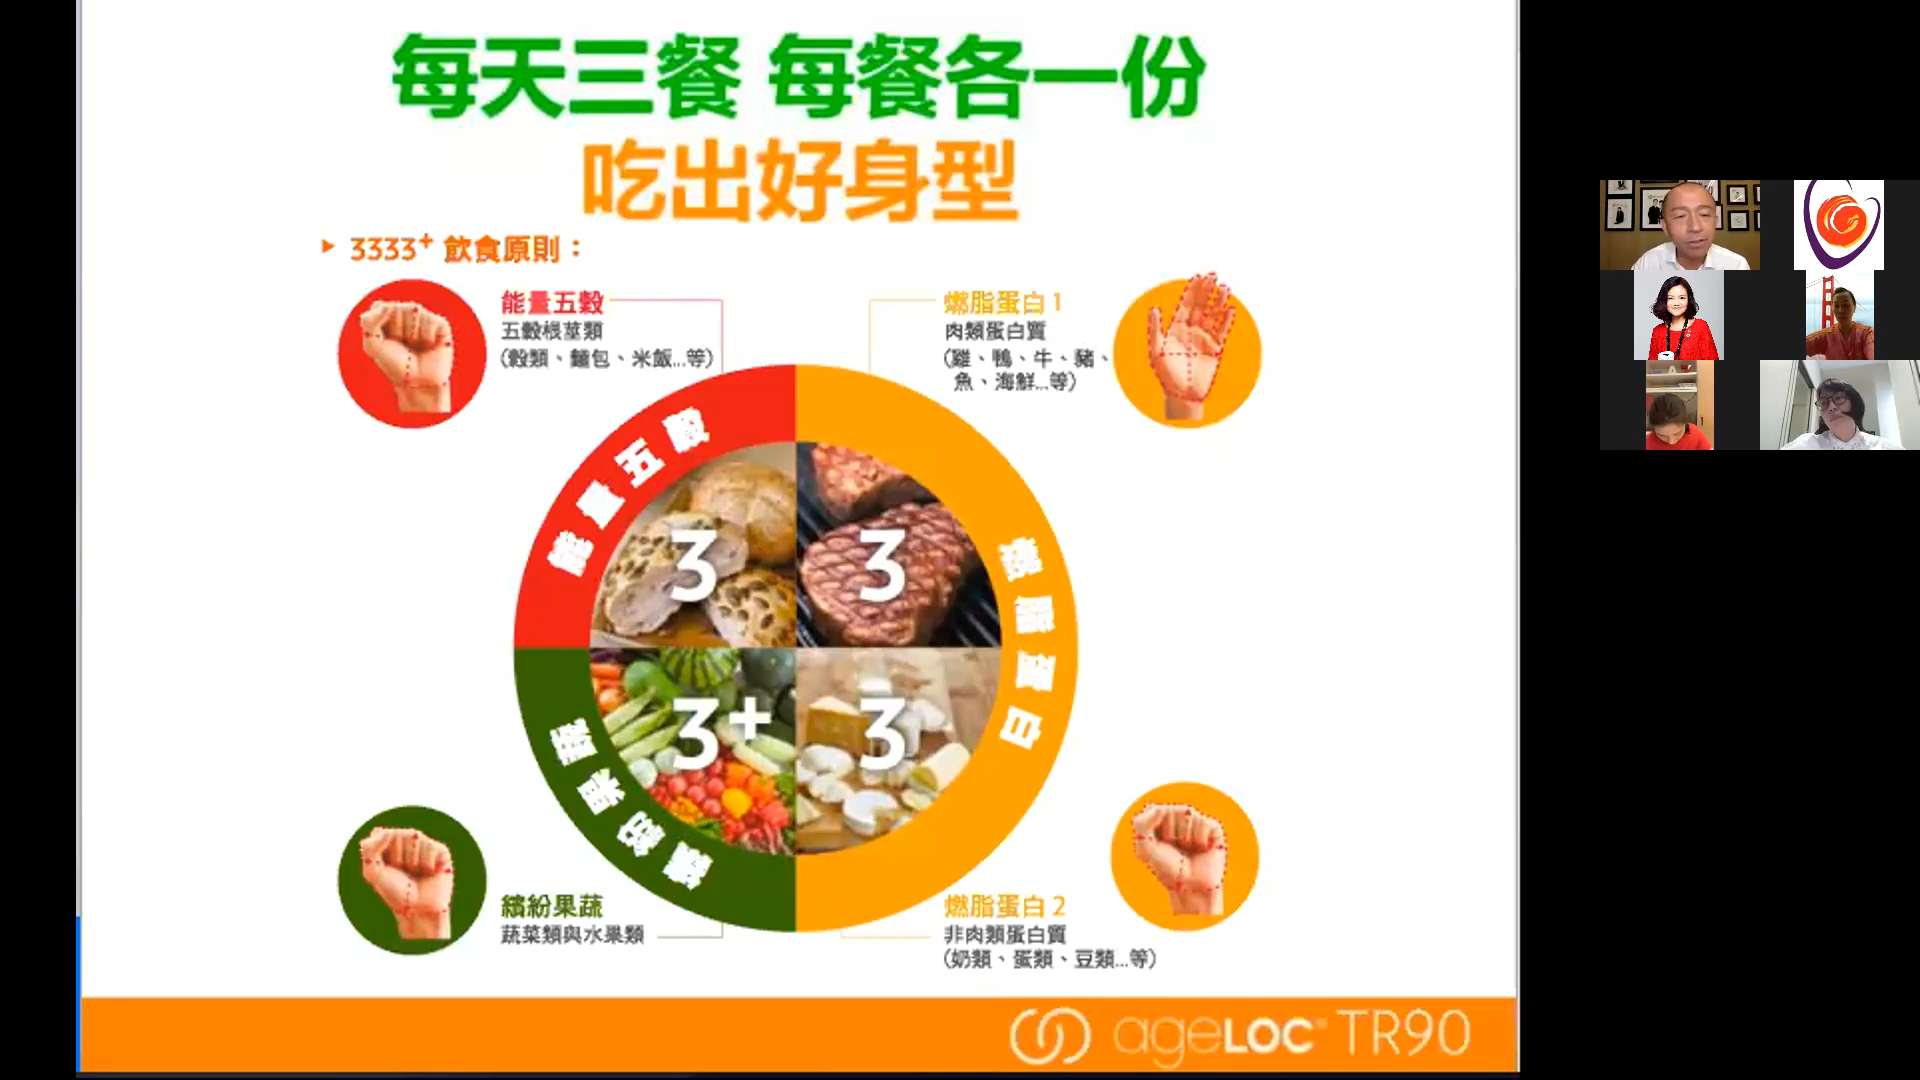 每天三餐 每餐各一份
吃出好身型
3333+ 飲食原則：
能量五穀
五穀根莖類
(穀類、麵包、米飯...等)
燃脂蛋白 1
肉類蛋白質
(雞、鴨、牛、豬、
魚、海鮮...等)
能量五穀
燃脂蛋白
繽紛果蔬
3
3
3+
3
繽紛果蔬
蔬菜類與水果類
燃脂蛋白 2
非肉類蛋白質
(奶類、蛋類、豆類...等)
ageLOC TR90